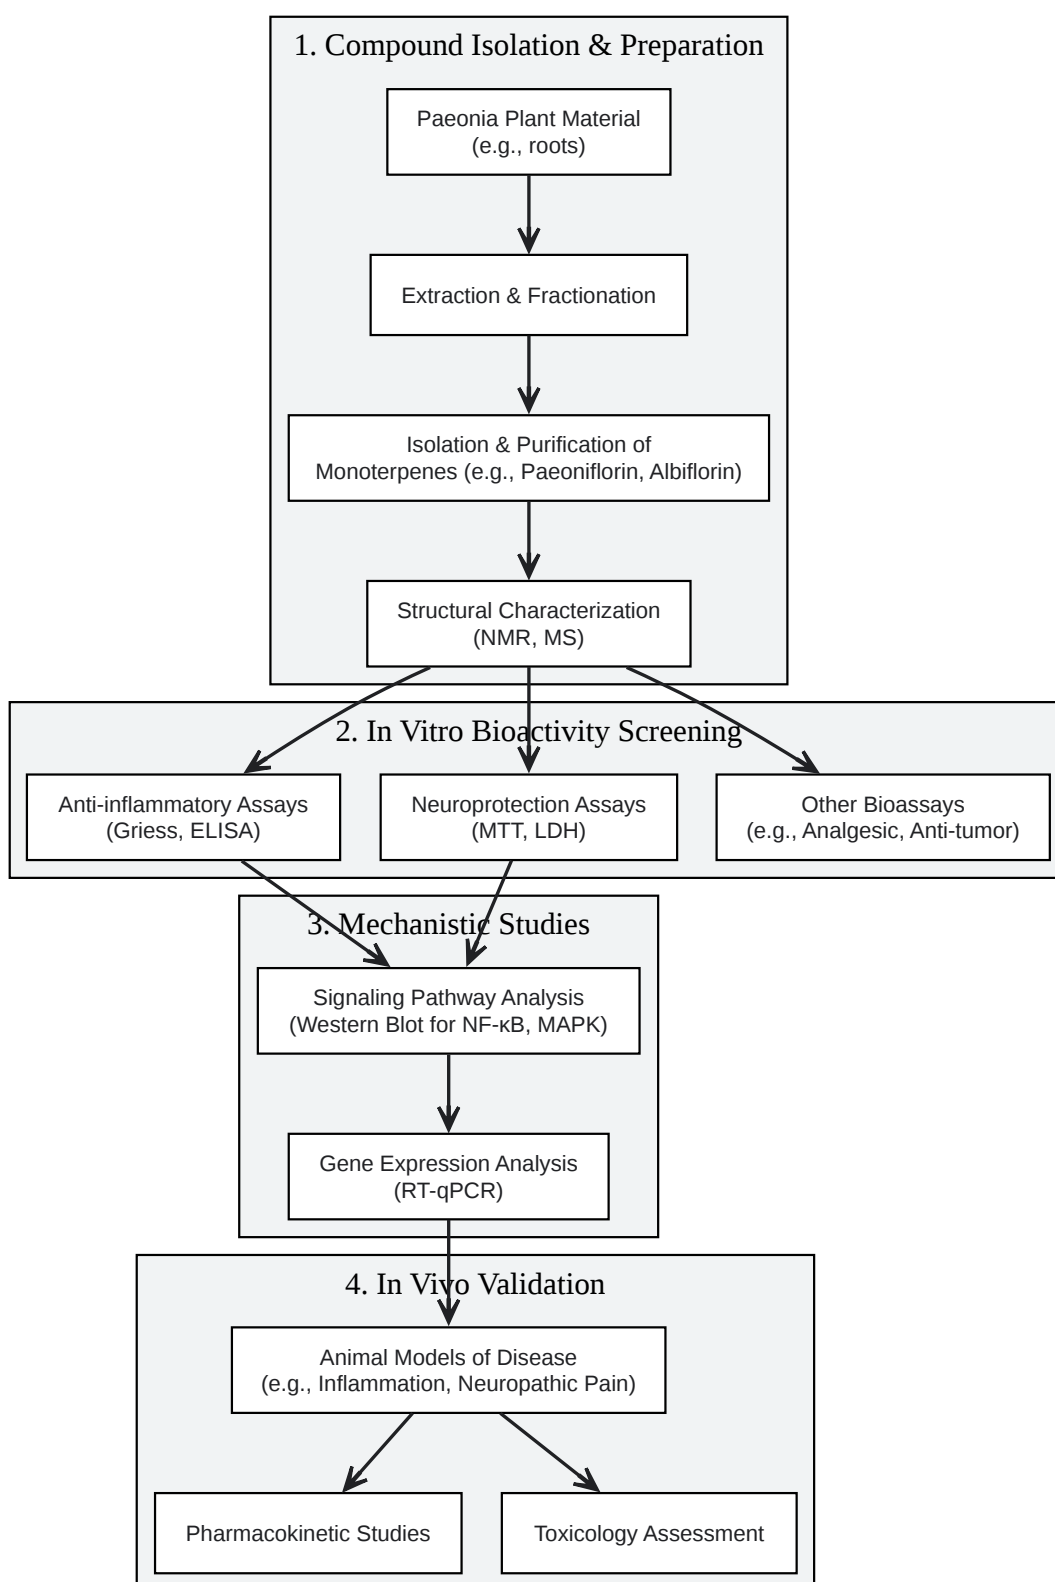 1. Compound Isolation & Preparation
Paeonia Plant Material
(e.g., roots)
Extraction & Fractionation
Isolation & Purification of
Monoterpenes (e.g., Paeoniflorin, Albiflorin)
Structural Characterization
(NMR, MS)
2. In Vitro Bioactivity Screening
Anti-inflammatory Assays
(Griess, ELISA)
Neuroprotection Assays
(MTT, LDH)
Other Bioassays
(e.g., Analgesic, Anti-tumor)
3. Mechanistic Studies
Signaling Pathway Analysis
(Western Blot for NF-κB, MAPK)
Gene Expression Analysis
(RT-qPCR)
4. In Vivo Validation
Animal Models of Disease
(e.g., Inflammation, Neuropathic Pain)
Pharmacokinetic Studies
Toxicology Assessment